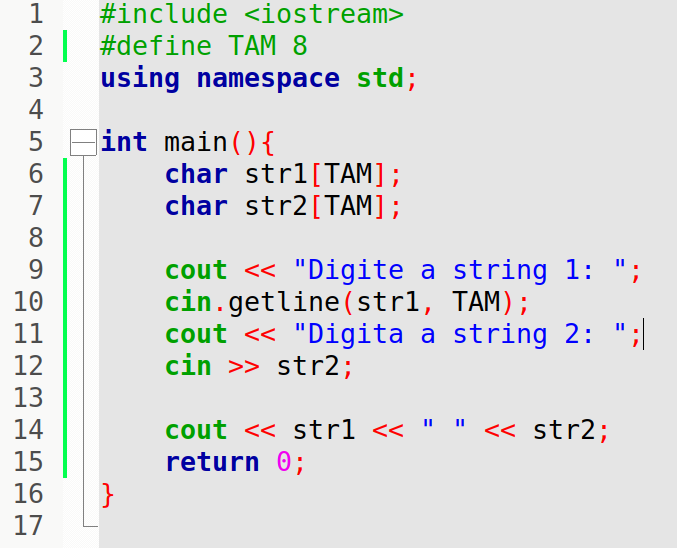 1 #include <iostream>
2 #define TAM 8
3 using namespace std;
4
5 int main(){
6 char str1[TAM];
7 char str2[TAM];
8
9 cout << "Digite a string 1: ";
10 cin.getline(str1, TAM);
11 cout << "Digita a string 2: ";
12 cin >> str2;
13
14 cout << str1 << " " << str2;
15 return 0;
16 }
17